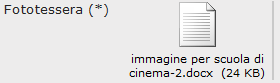 Fototessera (*)
immagine per scuola di
cinema-2.docx (24 KB)